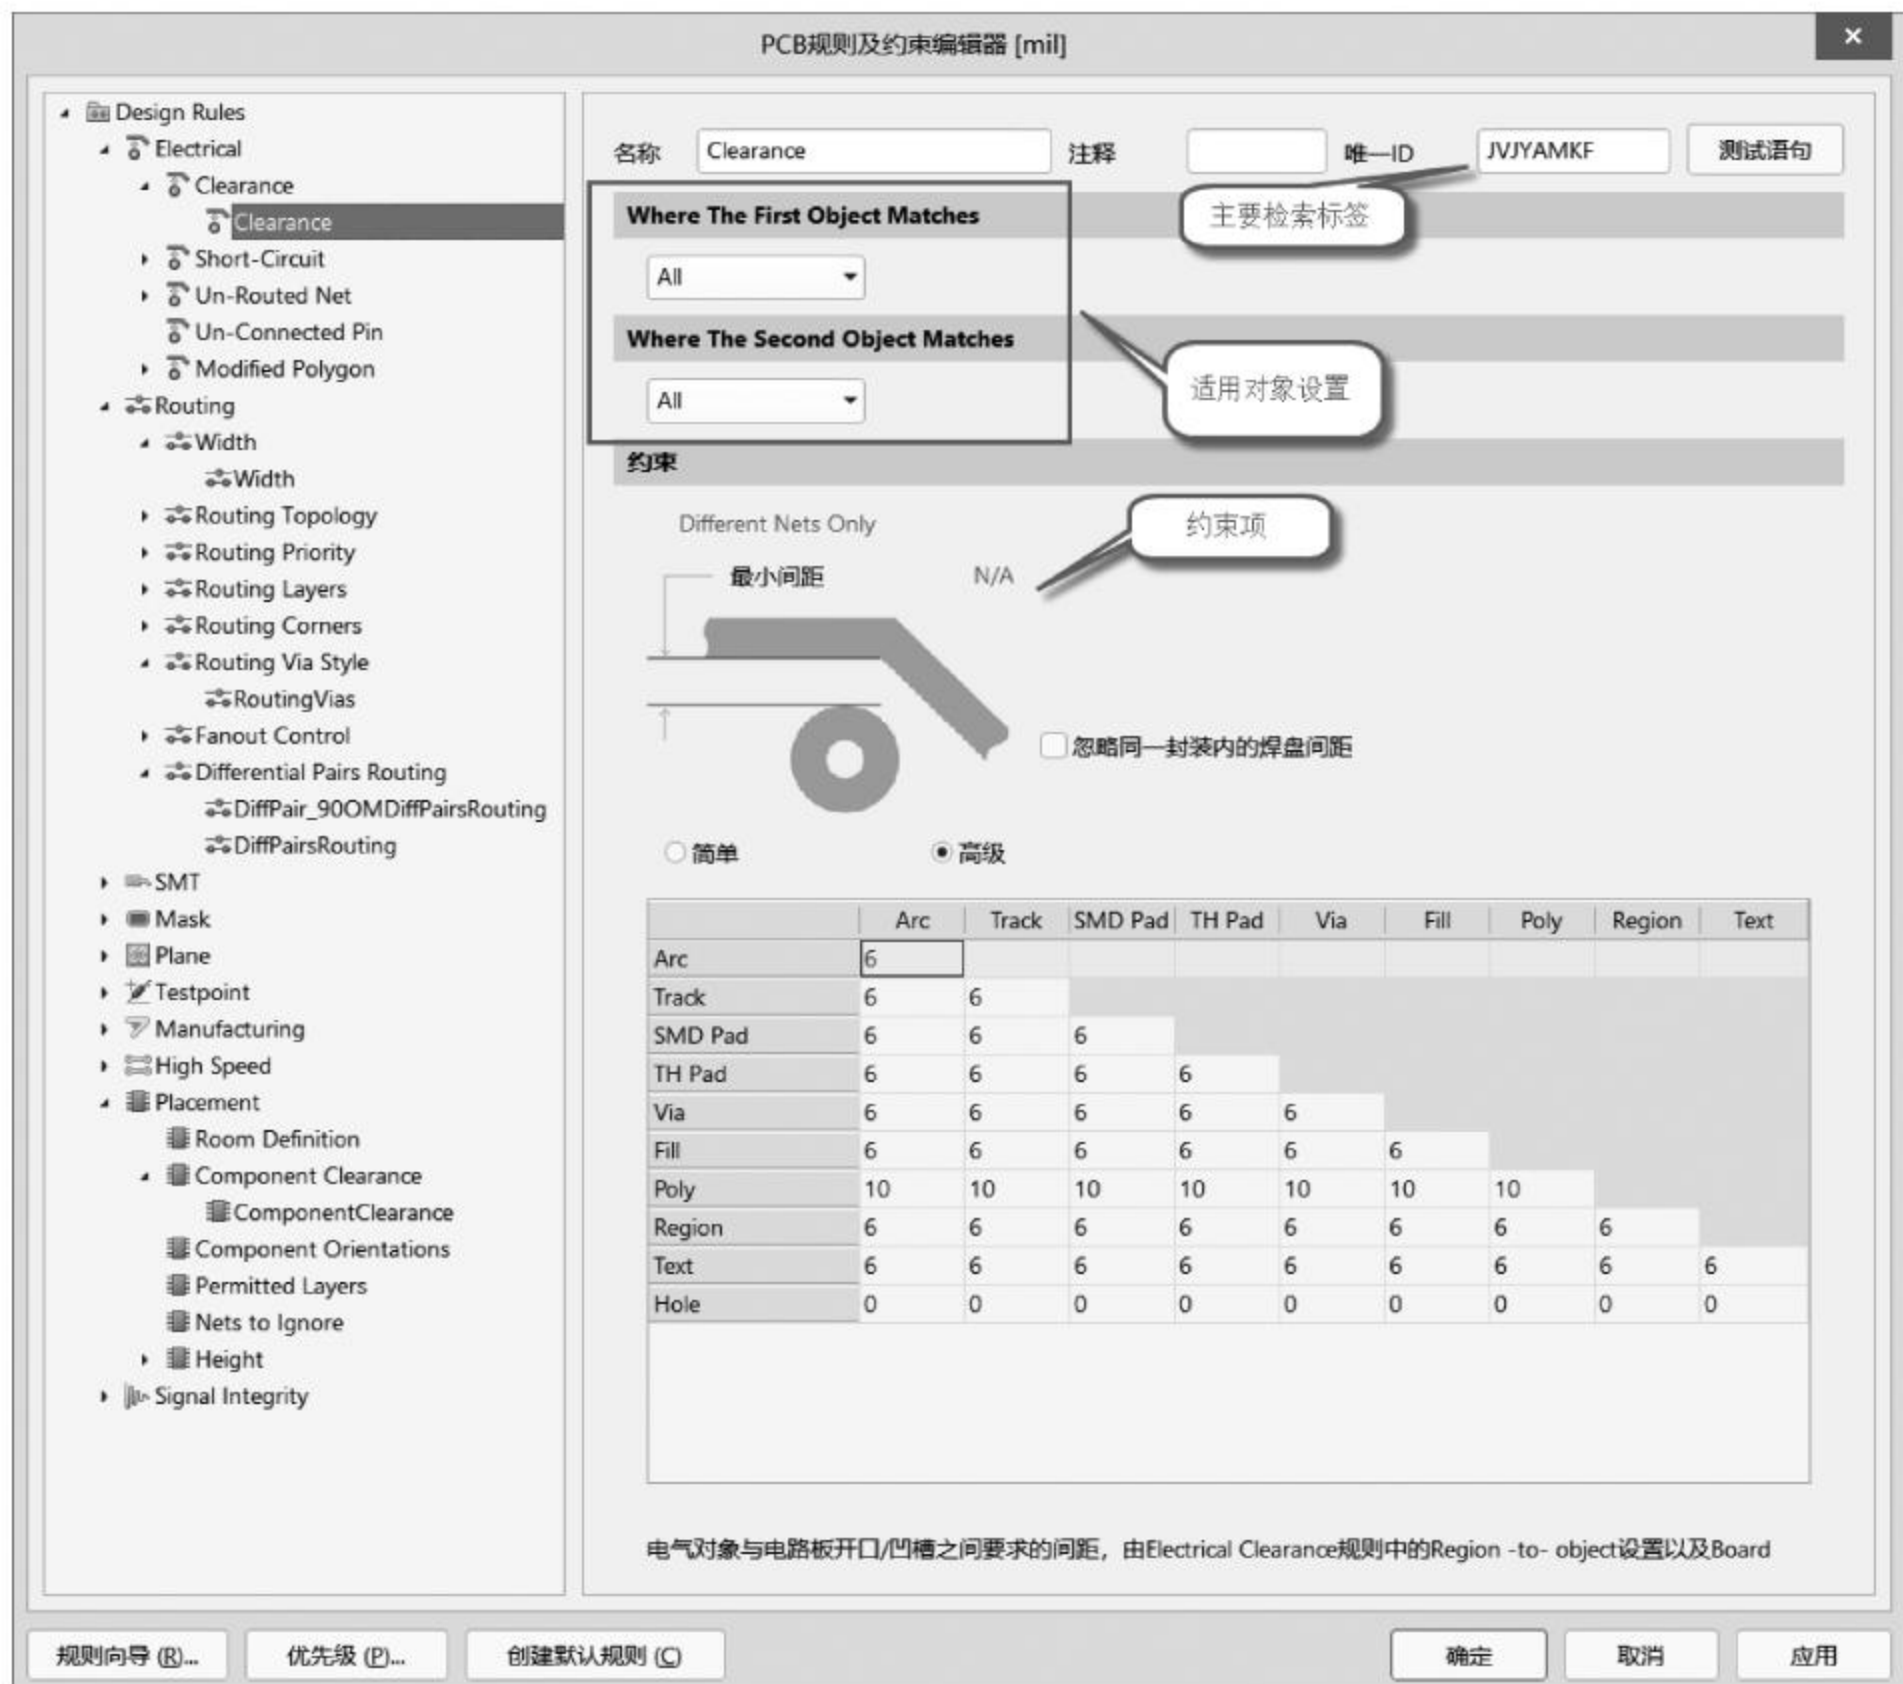 PCB规则及约束编辑器 [mil]
Design Rules
Electrical
Clearance
Clearance
Short-Circuit
Un-Routed Net
Un-Connected Pin
Modified Polygon
Routing
Width
Width
Routing Topology
Routing Priority
Routing Layers
Routing Corners
Routing Via Style
RoutingVias
Fanout Control
Differential Pairs Routing
DiffPair_90OMDiffPairsRouting
DiffPairsRouting
SMT
Mask
Plane
Testpoint
Manufacturing
High Speed
Placement
Room Definition
Component Clearance
ComponentClearance
Component Orientations
Permitted Layers
Nets to Ignore
Height
Signal Integrity
名称 Clearance 注释 唯一ID JVJYAMKF 测试语句
Where The First Object Matches
主要检索标签
All
Where The Second Object Matches
适用对象设置
All
约束
Different Nets Only
约束项
最小间距 N/A
忽略同一封装内的焊盘间距
简单 高级
Arc Track SMD Pad TH Pad Via Fill Poly Region Text
Arc 6
Track 6 6
SMD Pad 6 6 6
TH Pad 6 6 6 6
Via 6 6 6 6 6
Fill 6 6 6 6 6 6
Poly 10 10 10 10 10 10 10
Region 6 6 6 6 6 6 6 6
Text 6 6 6 6 6 6 6 6 6
Hole 0 0 0 0 0 0 0 0 0
电气对象与电路板开口/凹槽之间要求的间距，由Electrical Clearance规则中的Region -to- object设置以及Board
规则向导 (R)... 优先级 (P)... 创建默认规则 (C) 确定 取消 应用